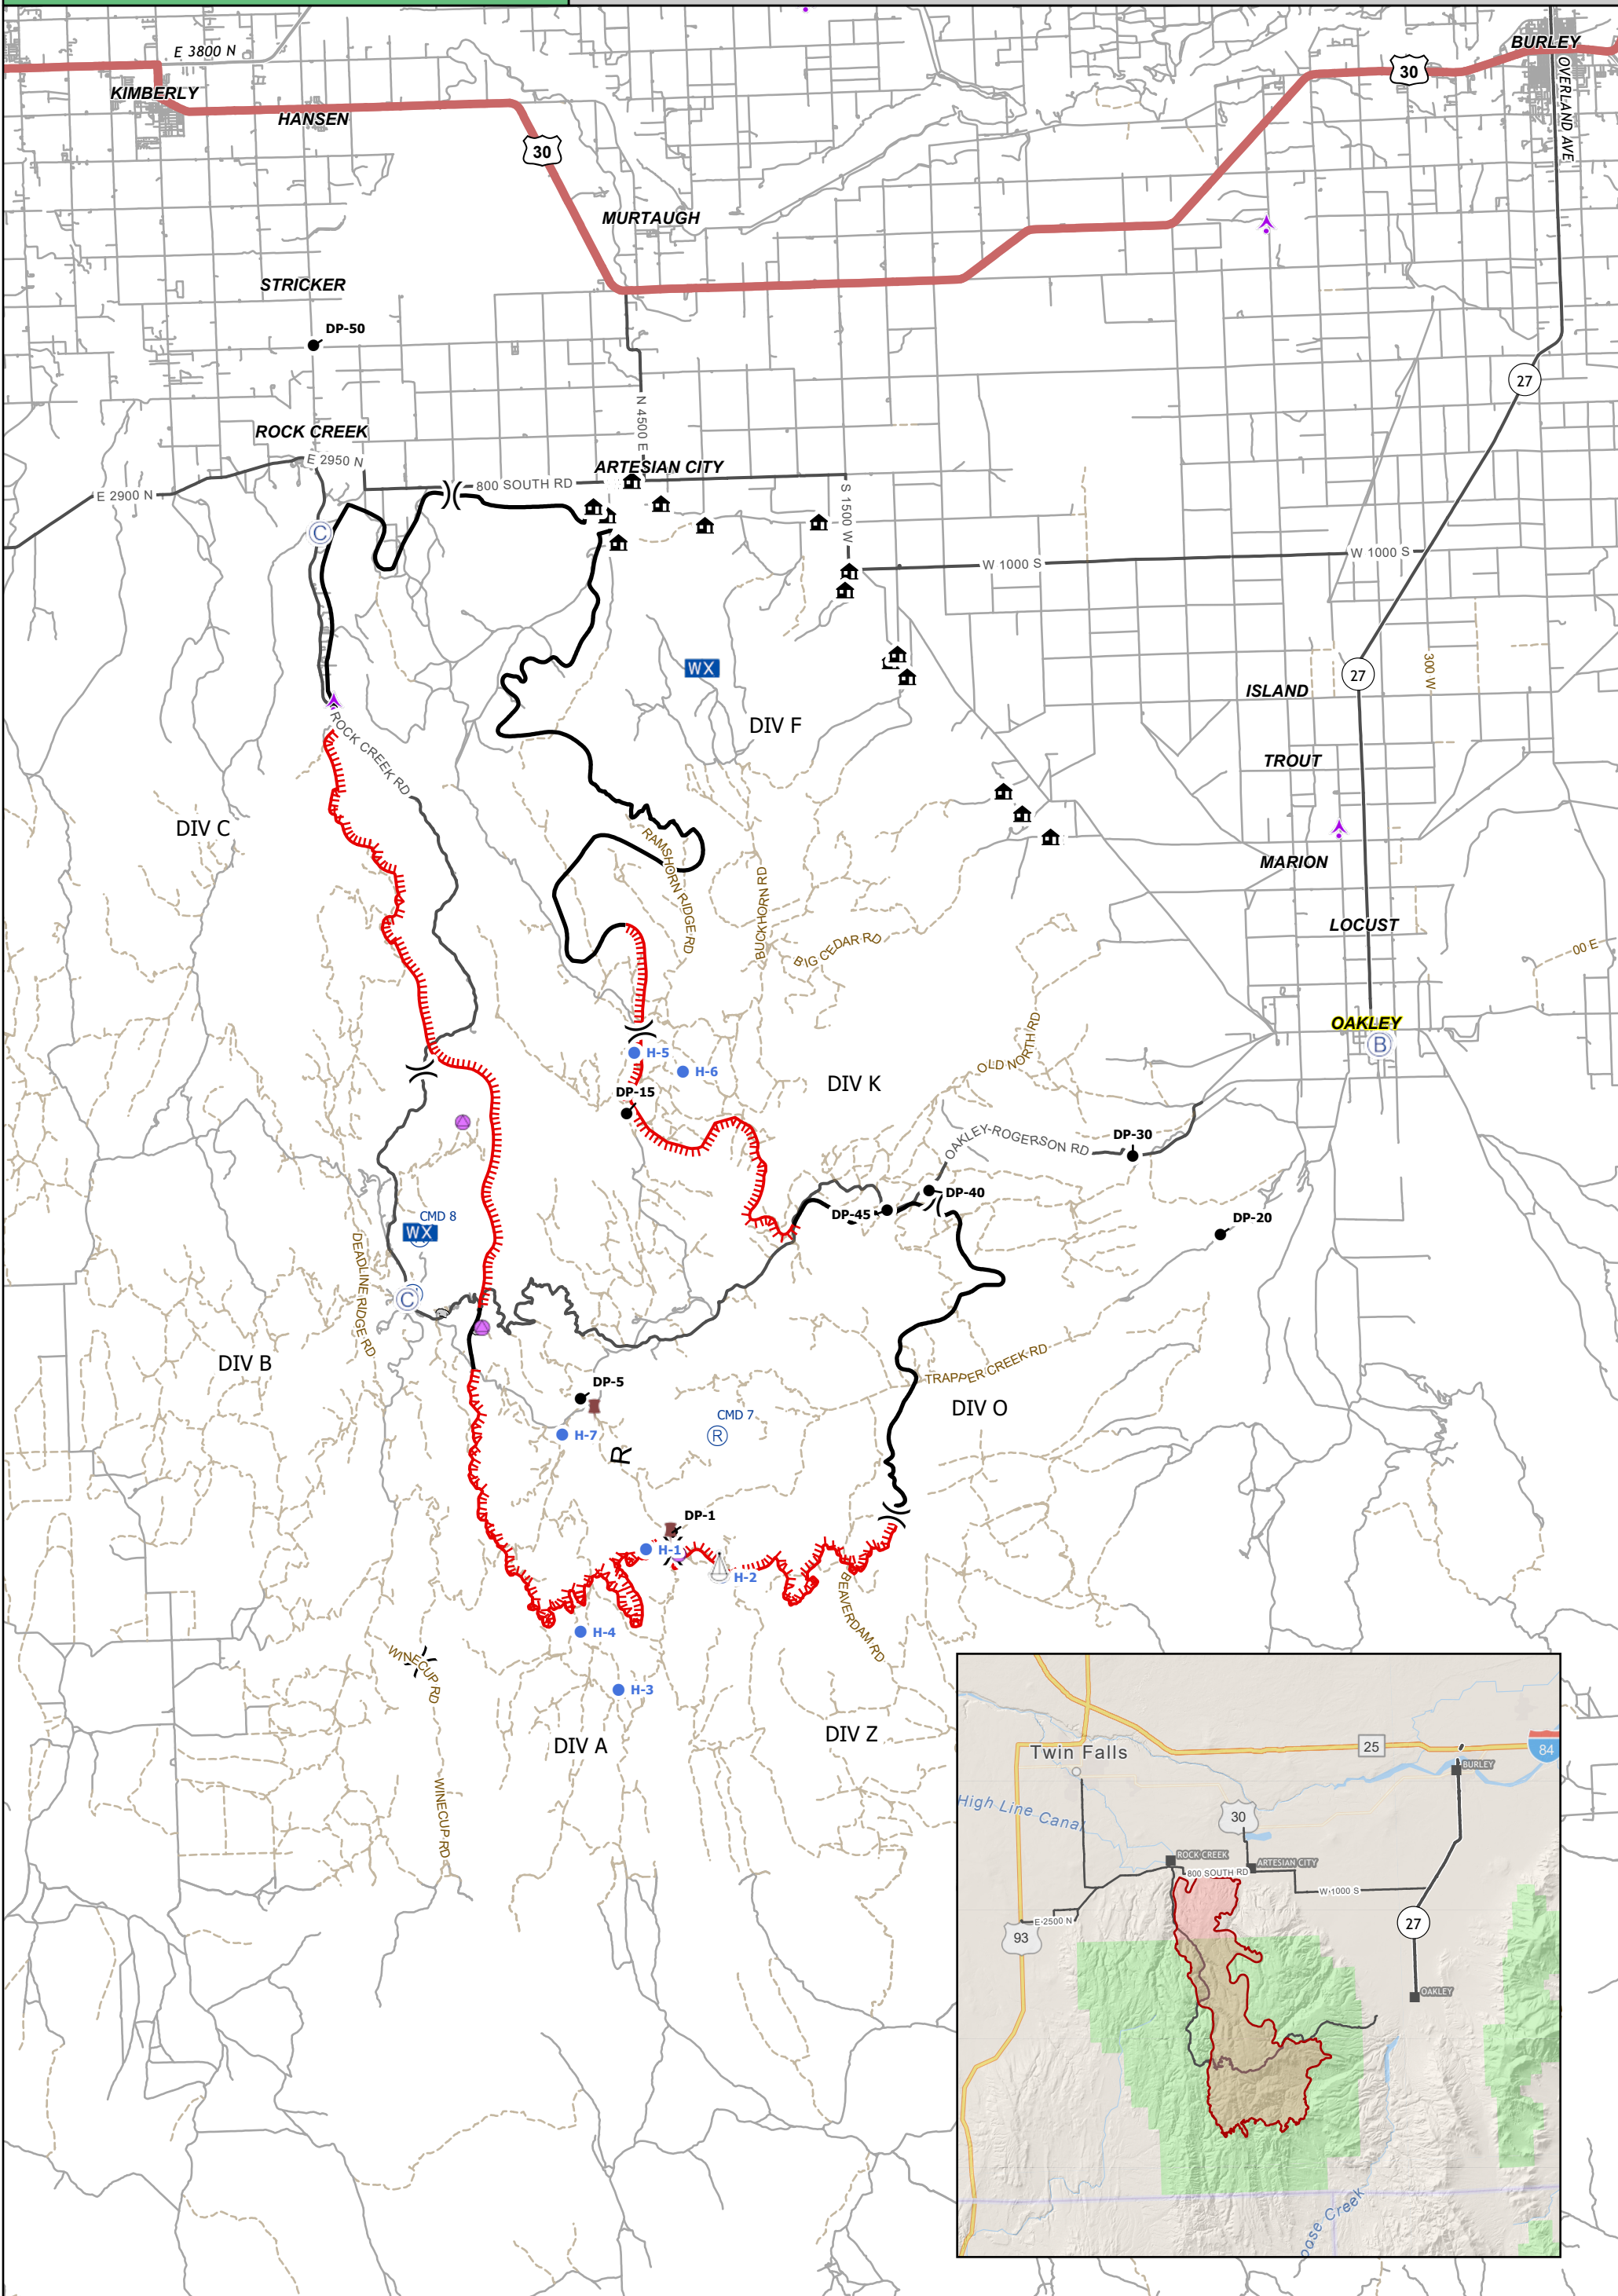 E 3800 N
BURLEY
30
KIMBERLY
HANSEN
OVERLAND AVE
30
MURTAUGH
STRICKER
DP-50
27
N 4500 E
ROCK CREEK
E 2950 N
ARTESIAN CITY
E 2900 N
800 SOUTH RD
S 1500 W
C
W 1000 S
W 1000 S
WX
300 W
27
ISLAND
ROCK CREEK RD
DIV F
TROUT
DIV C
RAMSHORN RIDGE RD
MARION
BUCKHORN RD
BIG CEDAR RD
LOCUST
00 E
OAKLEY
B
OLD NORTH RD
H-5
H-6
DIV K
DP-15
OAKLEY-ROGERSON RD
DP-30
DP-40
DP-45
CMD 8
WX
DP-20
DEADLINE RIDGE RD
C
DIV B
TRAPPER CREEK RD
DP-5
DIV O
CMD 7
R
H-7
R
DP-1
H-1
H-2
BEAVERDAM RD
H-4
WINECUP RD
H-3
DIV A
DIV Z
WINECUP RD
Twin Falls
25
84
BURLEY
High Line Canal
30
ROCK CREEK
ARTESIAN CITY
800 SOUTH RD
W 1000 S
E 2500 N
93
27
OAKLEY
oose Creek